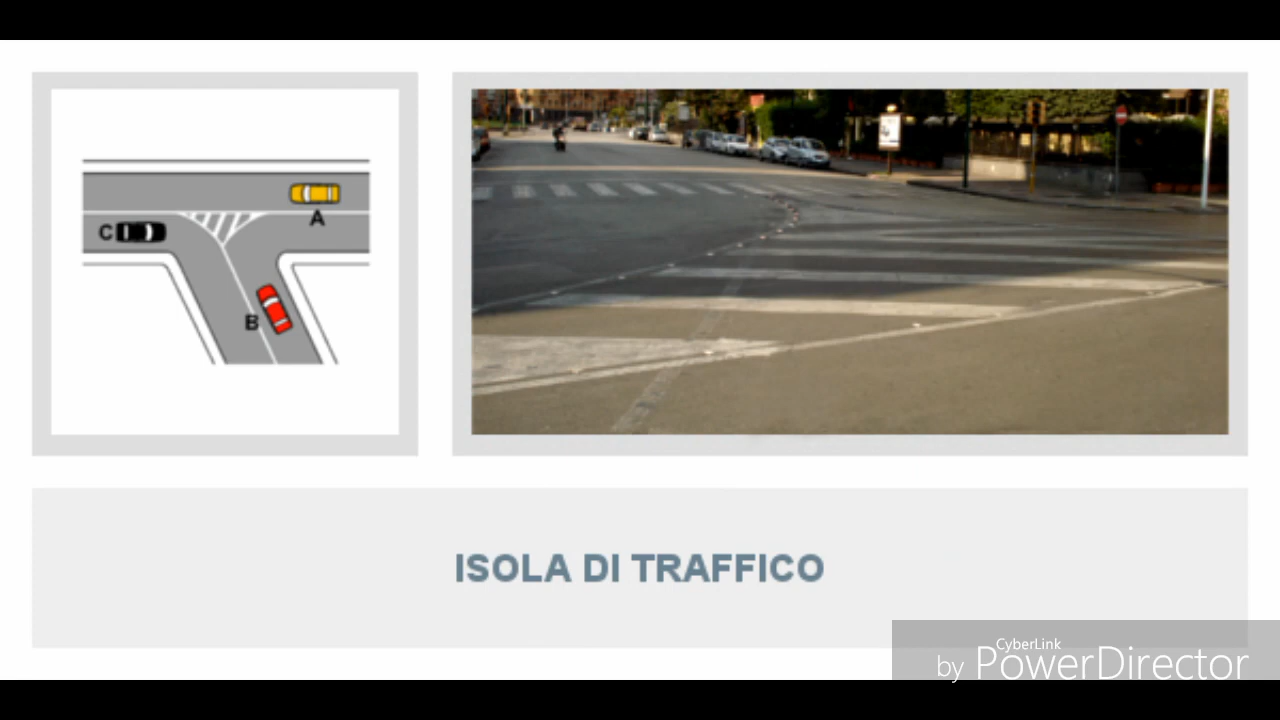 A
C
B
ISOLA DI TRAFFICO
CyberLink
by PowerDirector